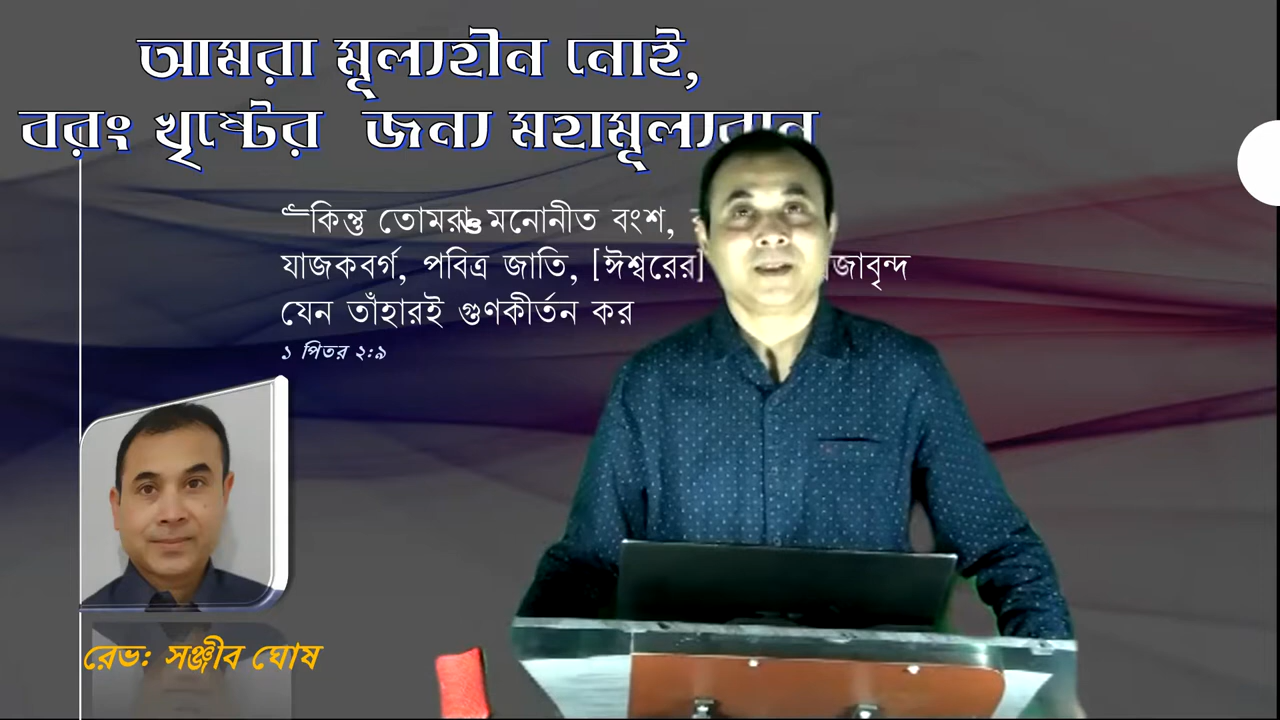 আমরা মূল্যহীন নোই,
বরং খৃষ্টের জন্য মহামূল্যবান
কিন্তু তোমরা মনোনীত বংশ,
যাজকবর্গ, পবিত্র জাতি, [ঈশ্বরের]
যেন তাঁহারই গুণকীর্তন কর
১ পিতর ২:৯
রেভঃ সঞ্জীব ঘোষ